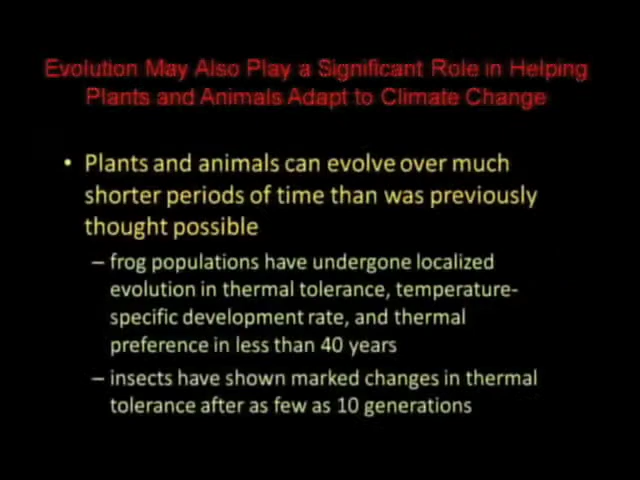 Evolution May Also Play a Significant Role in Helping
Plants and Animals Adapt to Climate Change
• Plants and animals can evolve over much
shorter periods of time than was previously
thought possible
– frog populations have undergone localized
evolution in thermal tolerance, temperature-
specific development rate, and thermal
preference in less than 40 years
– insects have shown marked changes in thermal
tolerance after as few as 10 generations